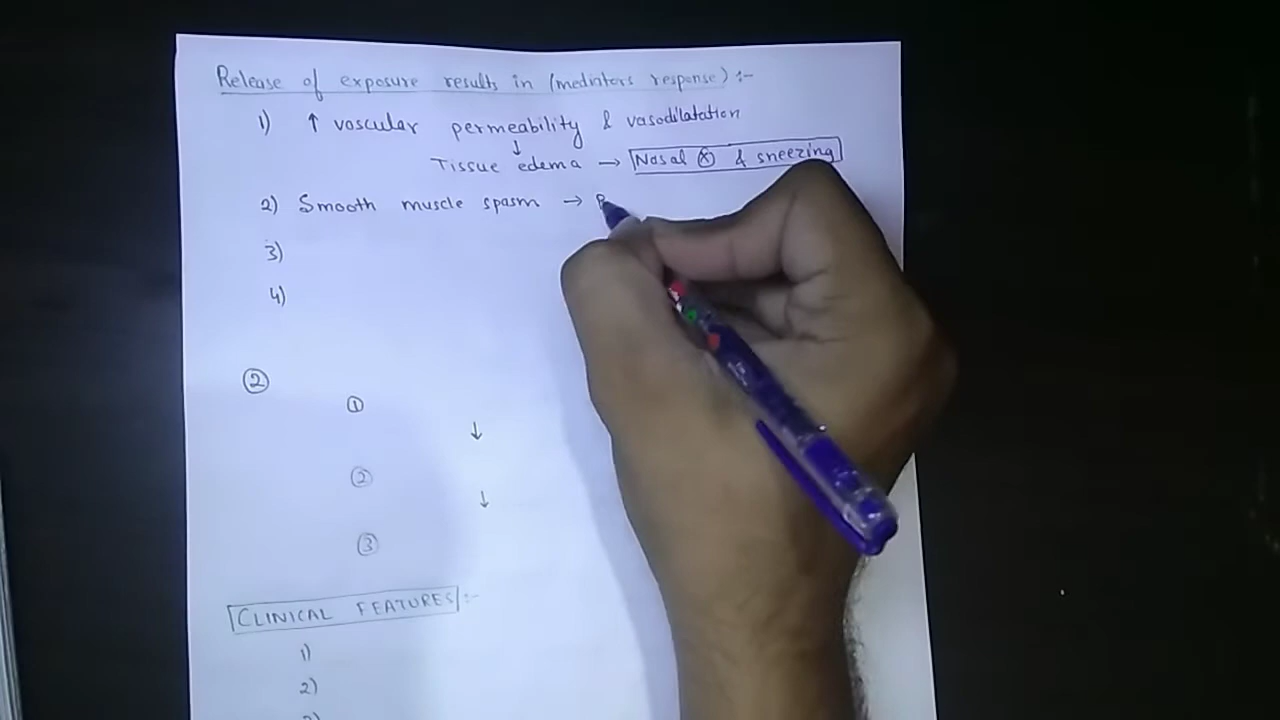 Release of exposure results in (mediators response) :-
1) ↑ vascular permeability & vasodilatation
↓
Tissue edema → Nasal ⊗ & sneezing
2) Smooth muscle spasm →
3)
4)
②
①
↓
②
↓
③
CLINICAL FEATURES :-
1)
2)